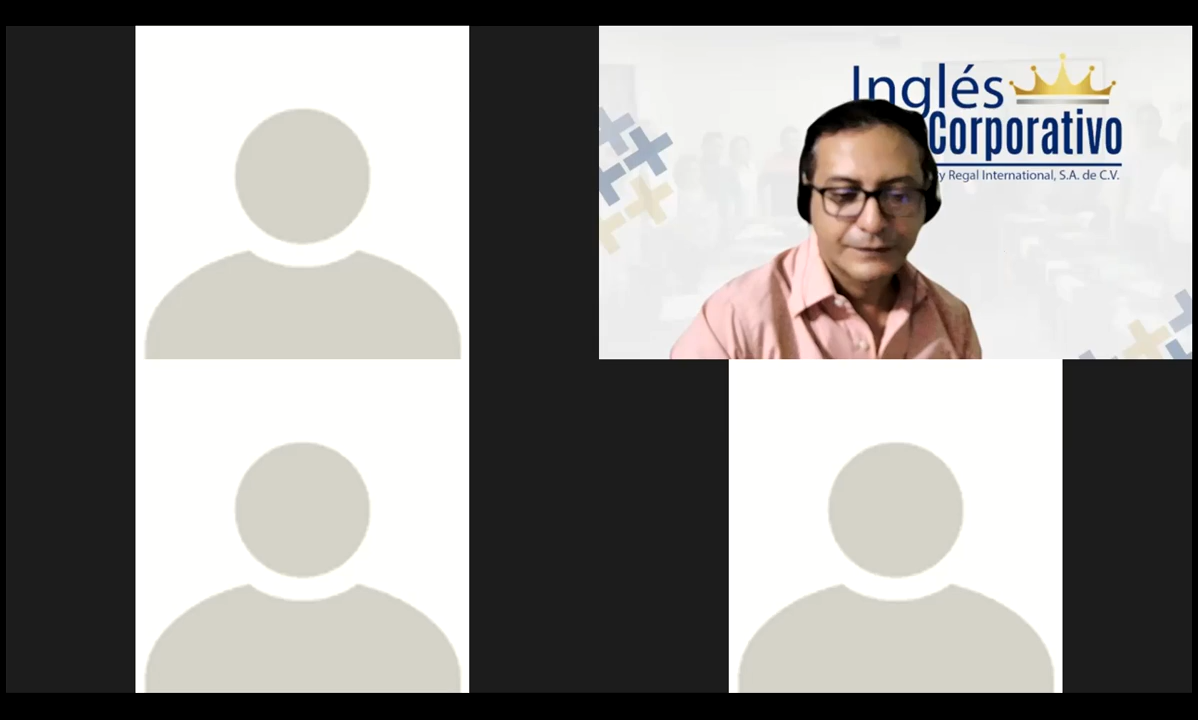 Inglés
Corporativo
y Regal International, S.A. de C.V.